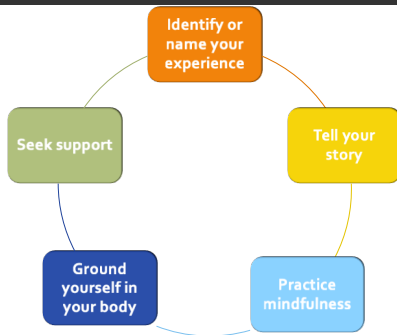 Identify or
name your
experience
Tell your
story
Practice
mindfulness
Ground
yourself in
your body
Seek support